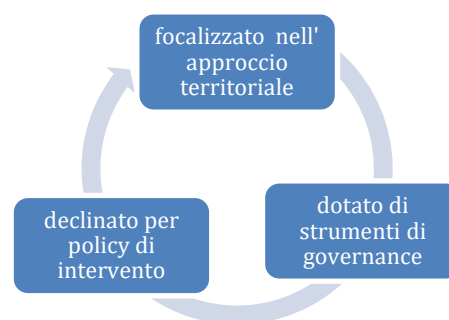 focalizzato nell'
approccio
territoriale
dotato di
strumenti di
governance
declinato per
policy di
intervento